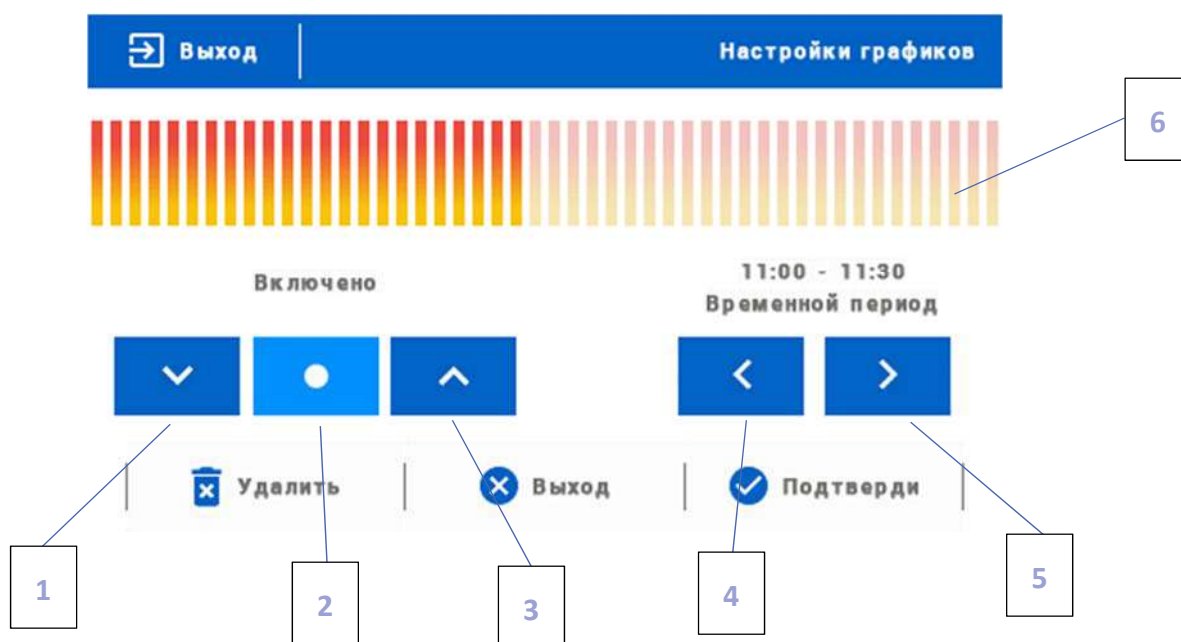 Выход Настройки графиков
6
Включено
11:00 - 11:30
Временной период
Удалить Выход Подтверди
1 2 3 4 5